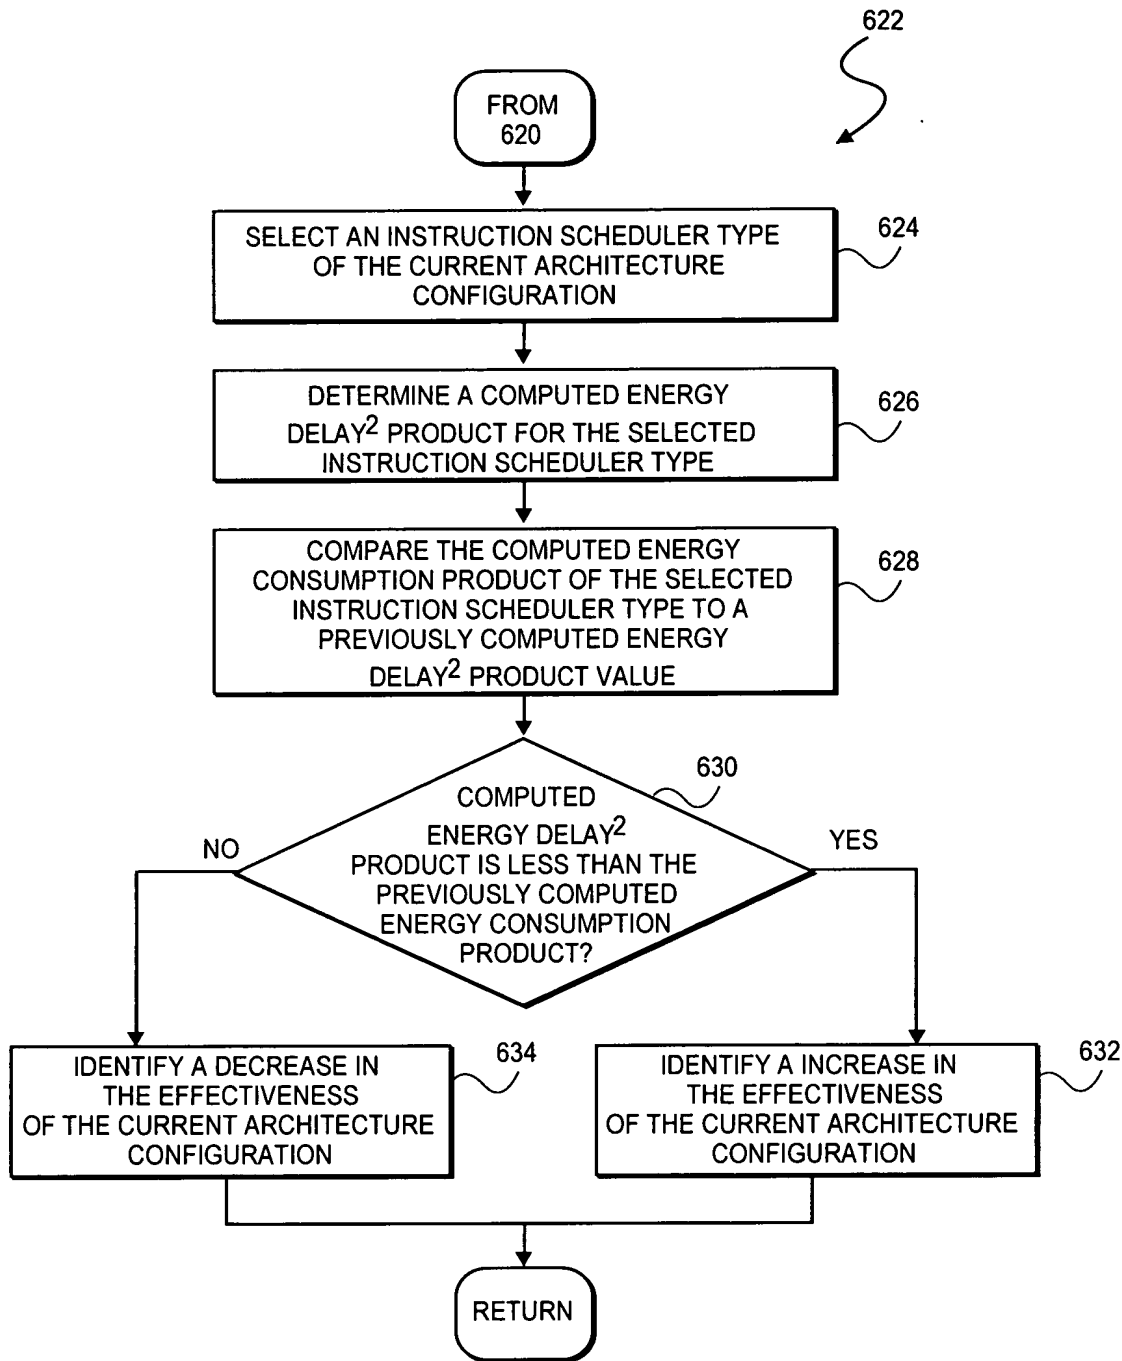 622
FROM
620
SELECT AN INSTRUCTION SCHEDULER TYPE
OF THE CURRENT ARCHITECTURE
CONFIGURATION
624
DETERMINE A COMPUTED ENERGY
DELAY² PRODUCT FOR THE SELECTED
INSTRUCTION SCHEDULER TYPE
626
COMPARE THE COMPUTED ENERGY
CONSUMPTION PRODUCT OF THE SELECTED
INSTRUCTION SCHEDULER TYPE TO A
PREVIOUSLY COMPUTED ENERGY
DELAY² PRODUCT VALUE
628
630
COMPUTED
ENERGY DELAY²
PRODUCT IS LESS THAN THE
PREVIOUSLY COMPUTED
ENERGY CONSUMPTION
PRODUCT?
NO
YES
IDENTIFY A DECREASE IN
THE EFFECTIVENESS
OF THE CURRENT ARCHITECTURE
CONFIGURATION
634
IDENTIFY A INCREASE IN
THE EFFECTIVENESS
OF THE CURRENT ARCHITECTURE
CONFIGURATION
632
RETURN